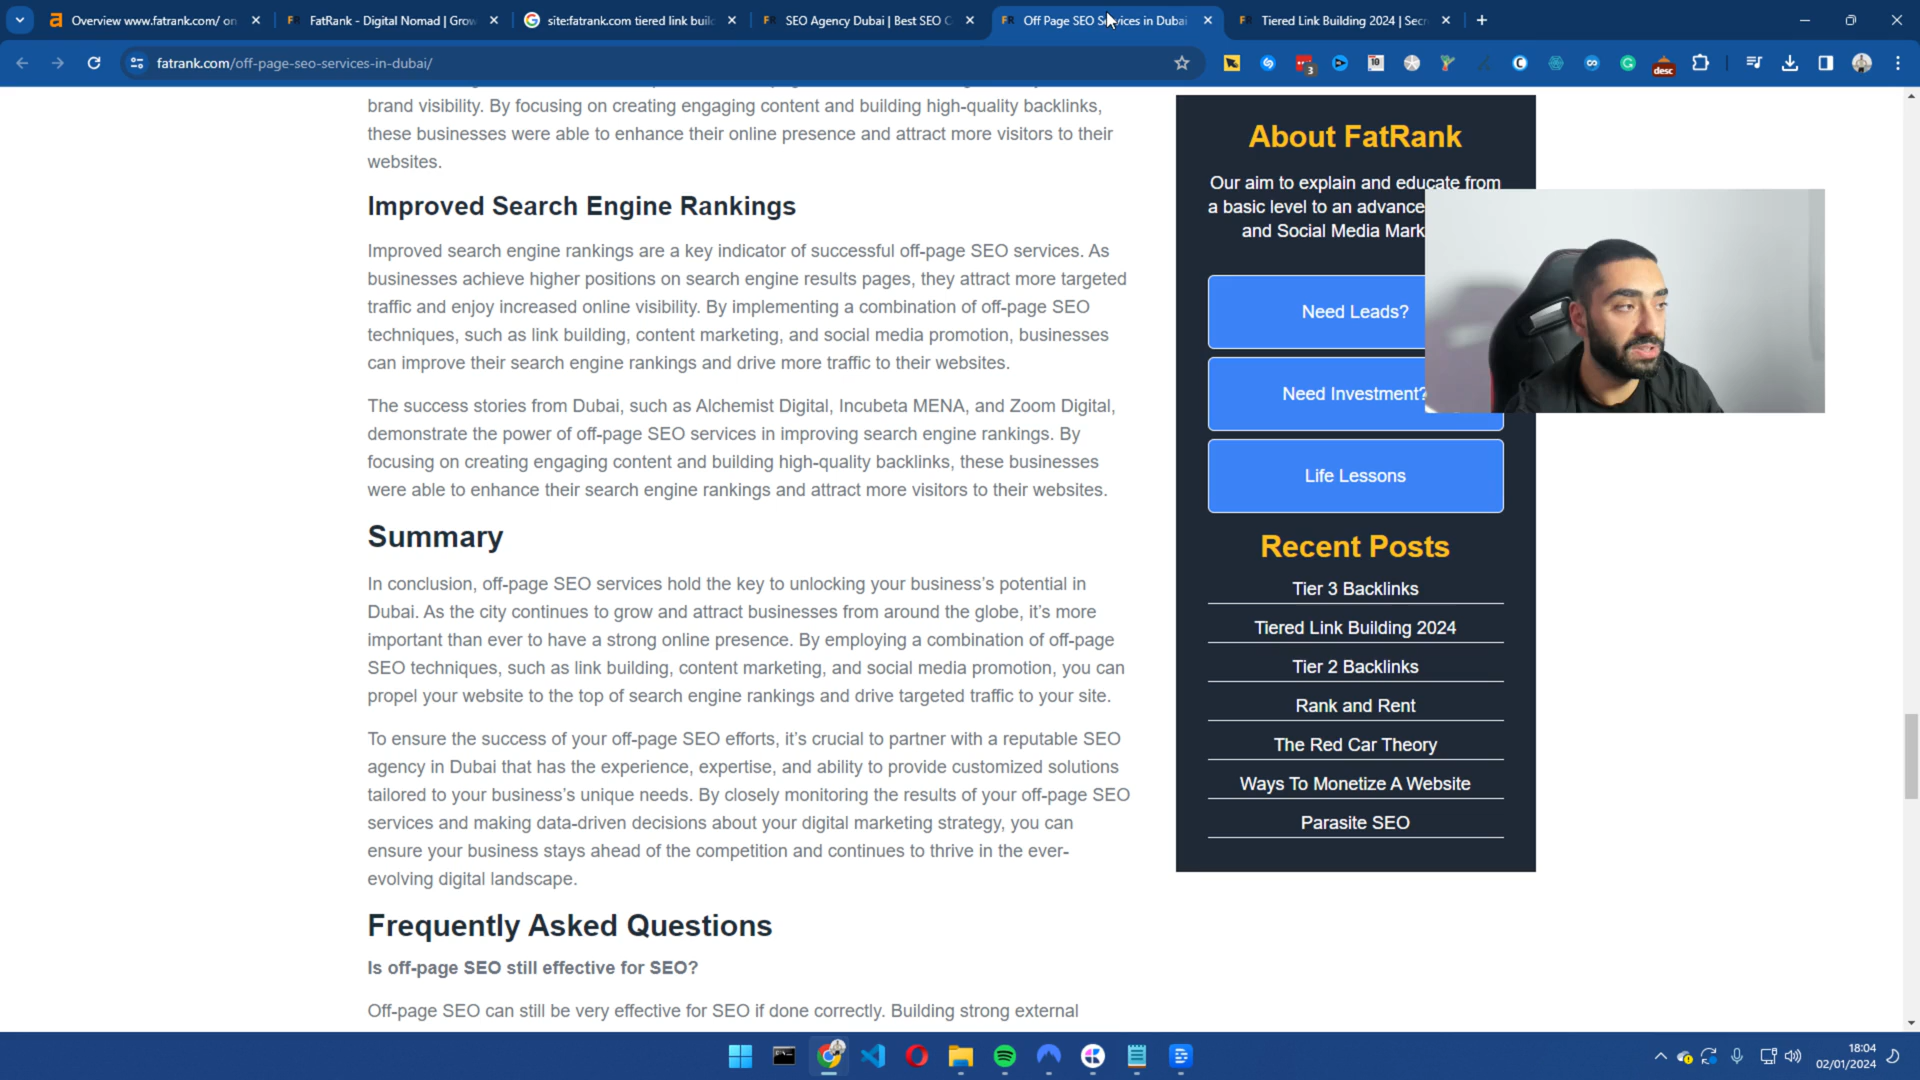 Overview www.fatrank.com/ on
FatRank - Digital Nomad | Grow
site:fatrank.com tiered link buil
SEO Agency Dubai | Best SEO C
Off Page SEO Services in Dubai
Tiered Link Building 2024 | Secr
fatrank.com/off-page-seo-services-in-dubai/
brand visibility. By focusing on creating engaging content and building high-quality backlinks,
these businesses were able to enhance their online presence and attract more visitors to their
websites.
Improved Search Engine Rankings
Improved search engine rankings are a key indicator of successful off-page SEO services. As
businesses achieve higher positions on search engine results pages, they attract more targeted
traffic and enjoy increased online visibility. By implementing a combination of off-page SEO
techniques, such as link building, content marketing, and social media promotion, businesses
can improve their search engine rankings and drive more traffic to their websites.
The success stories from Dubai, such as Alchemist Digital, Incubeta MENA, and Zoom Digital,
demonstrate the power of off-page SEO services in improving search engine rankings. By
focusing on creating engaging content and building high-quality backlinks, these businesses
were able to enhance their search engine rankings and attract more visitors to their websites.
Summary
In conclusion, off-page SEO services hold the key to unlocking your business's potential in
Dubai. As the city continues to grow and attract businesses from around the globe, it's more
important than ever to have a strong online presence. By employing a combination of off-page
SEO techniques, such as link building, content marketing, and social media promotion, you can
propel your website to the top of search engine rankings and drive targeted traffic to your site.
To ensure the success of your off-page SEO efforts, it's crucial to partner with a reputable SEO
agency in Dubai that has the experience, expertise, and ability to provide customized solutions
tailored to your business's unique needs. By closely monitoring the results of your off-page SEO
services and making data-driven decisions about your digital marketing strategy, you can
ensure your business stays ahead of the competition and continues to thrive in the ever-
evolving digital landscape.
Frequently Asked Questions
Is off-page SEO still effective for SEO?
Off-page SEO can still be very effective for SEO if done correctly. Building strong external
About FatRank
Our aim to explain and educate from
a basic level to an advance
and Social Media Mark
Need Leads?
Need Investment?
Life Lessons
Recent Posts
Tier 3 Backlinks
Tiered Link Building 2024
Tier 2 Backlinks
Rank and Rent
The Red Car Theory
Ways To Monetize A Website
Parasite SEO
3
desc
18:04
02/01/2024